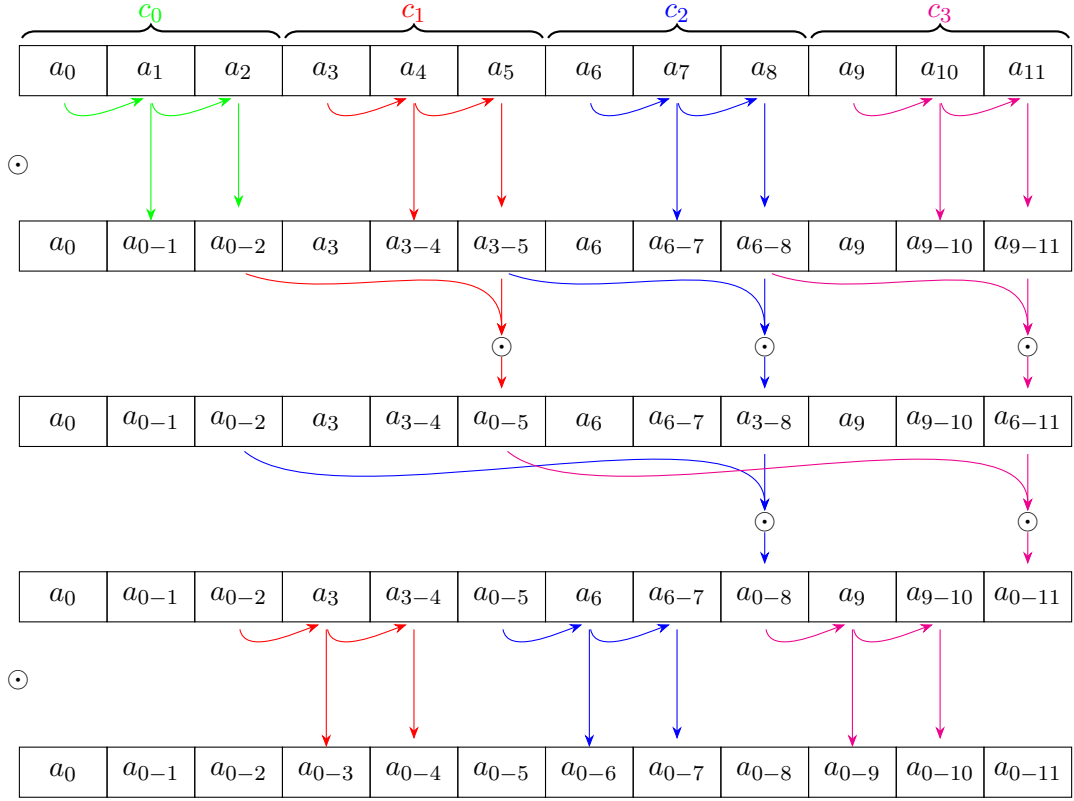 c₀ c₁ c₂ c₃
a₀ a₁ a₂ a₃ a₄ a₅ a₆ a₇ a₈ a₉ a₁₀ a₁₁
⊙
a₀ a₀₋₁ a₀₋₂ a₃ a₃₋₄ a₃₋₅ a₆ a₆₋₇ a₆₋₈ a₉ a₉₋₁₀ a₉₋₁₁
⊙ ⊙ ⊙
a₀ a₀₋₁ a₀₋₂ a₃ a₃₋₄ a₀₋₅ a₆ a₆₋₇ a₃₋₈ a₉ a₉₋₁₀ a₆₋₁₁
⊙ ⊙
a₀ a₀₋₁ a₀₋₂ a₃ a₃₋₄ a₀₋₅ a₆ a₆₋₇ a₀₋₈ a₉ a₉₋₁₀ a₀₋₁₁
⊙
a₀ a₀₋₁ a₀₋₂ a₀₋₃ a₀₋₄ a₀₋₅ a₀₋₆ a₀₋₇ a₀₋₈ a₀₋₉ a₀₋₁₀ a₀₋₁₁